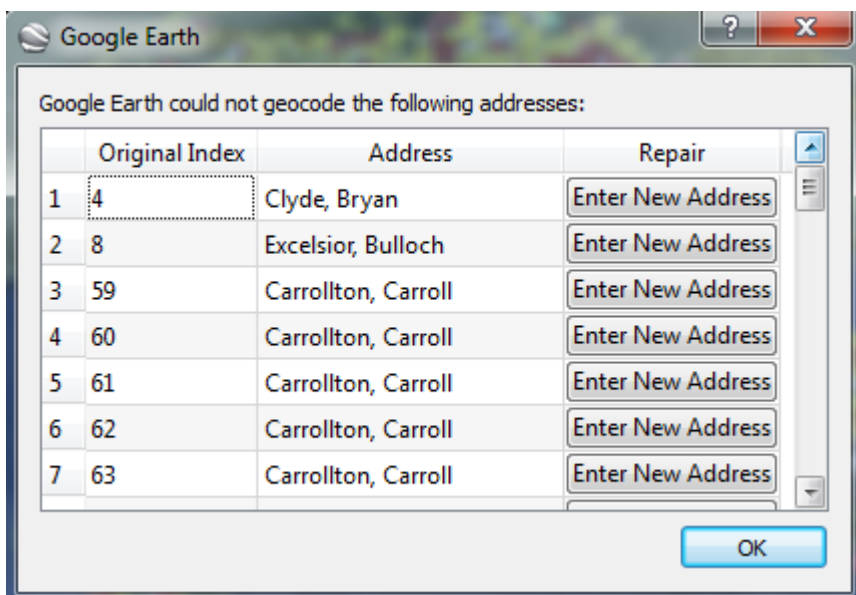 Google Earth
Google Earth could not geocode the following addresses:
Original Index Address Repair
1 4 Clyde, Bryan Enter New Address
2 8 Excelsior, Bulloch Enter New Address
3 59 Carrollton, Carroll Enter New Address
4 60 Carrollton, Carroll Enter New Address
5 61 Carrollton, Carroll Enter New Address
6 62 Carrollton, Carroll Enter New Address
7 63 Carrollton, Carroll Enter New Address
OK